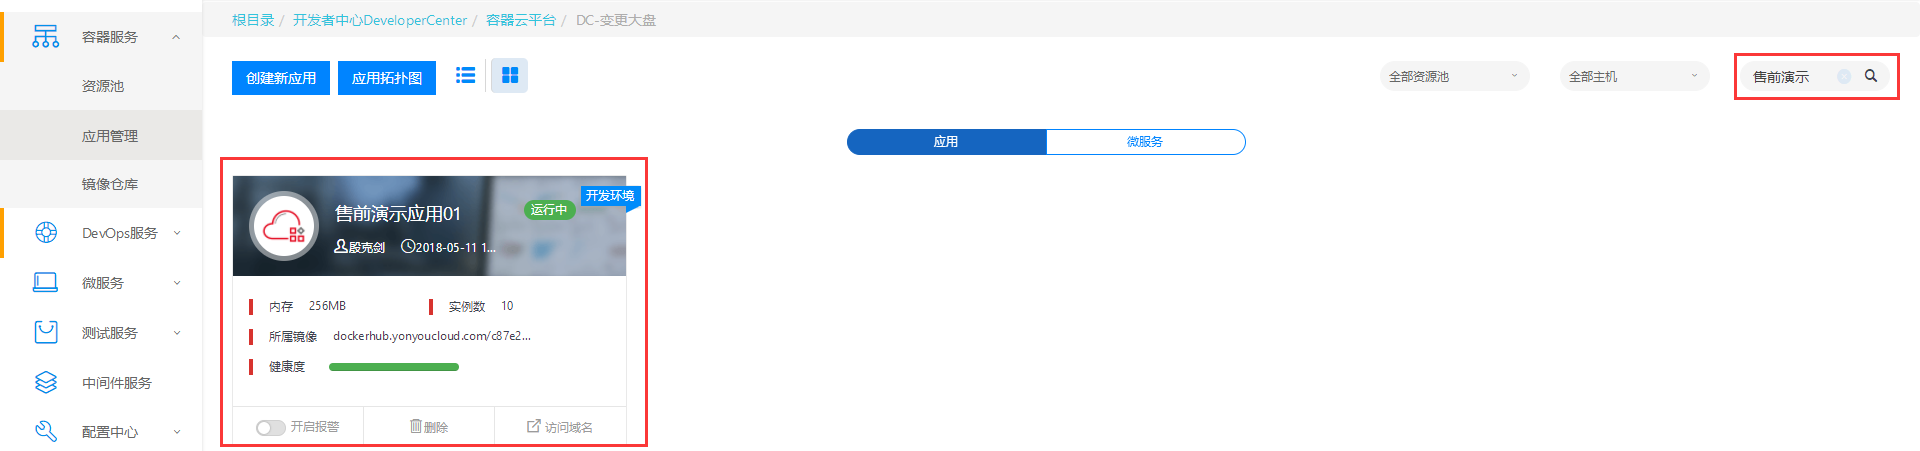 容器服务
资源池
应用管理
镜像仓库
DevOps服务
微服务
测试服务
中间件服务
配置中心
根目录 / 开发者中心DeveloperCenter / 容器云平台 / DC-变更大盘
创建新应用 应用拓扑图 全部资源池 全部主机 售前演示
应用 微服务
开发环境
售前演示应用01 运行中
殷亮剑 2018-05-11 1...
内存 256MB 实例数 10
所属镜像 dockerhub.yonyoucloud.com/c87e2...
健康度
开启报警 删除 访问域名